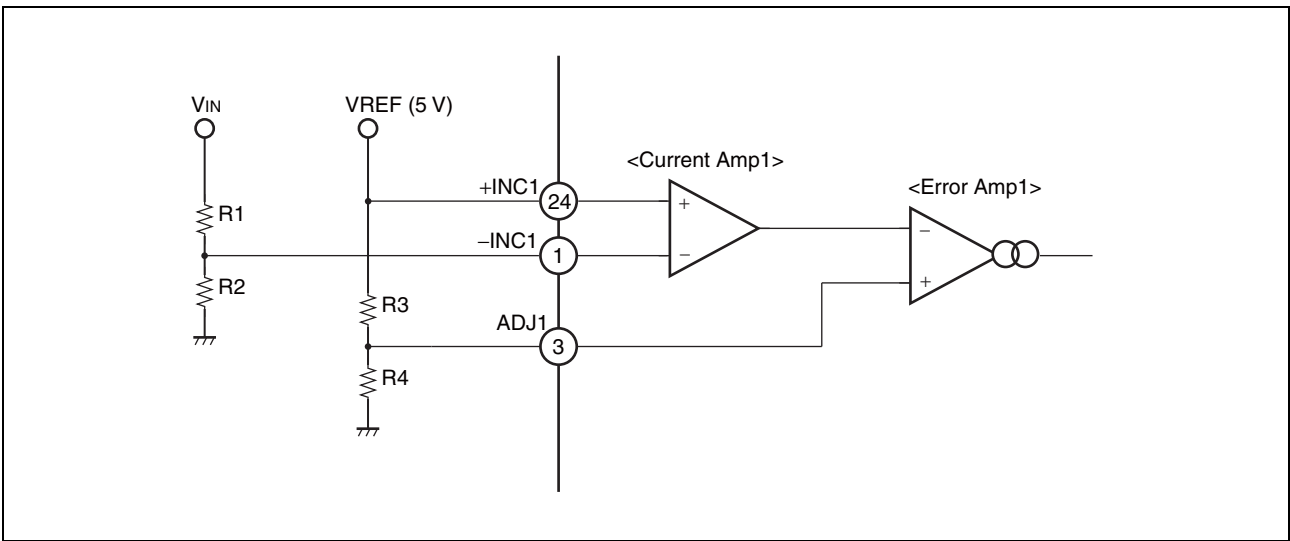 VIN
VREF (5 V)
<Current Amp1>
+INC1
24
+
<Error Amp1>
R1
−INC1
1
−
−
R2
R3
+
ADJ1
3
R4